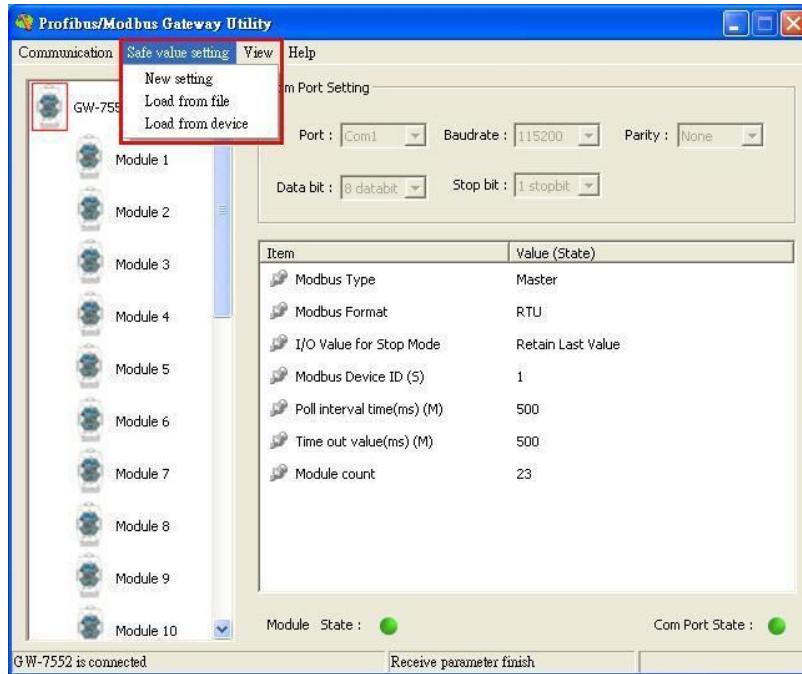 Profibus/Modbus Gateway Utility
Communication Safe value setting View Help
New setting
Load from file
Load from device
m Port Setting
GW-755
Port : Com1 Baudrate : 115200 Parity : None
Data bit : 8 databit Stop bit : 1 stopbit
Module 1
Module 2
Module 3
Module 4
Module 5
Module 6
Module 7
Module 8
Module 9
Module 10
Item Value (State)
Modbus Type Master
Modbus Format RTU
I/O Value for Stop Mode Retain Last Value
Modbus Device ID (S) 1
Poll interval time(ms) (M) 500
Time out value(ms) (M) 500
Module count 23
Module State : Com Port State :
GW-7552 is connected Receive parameter finish